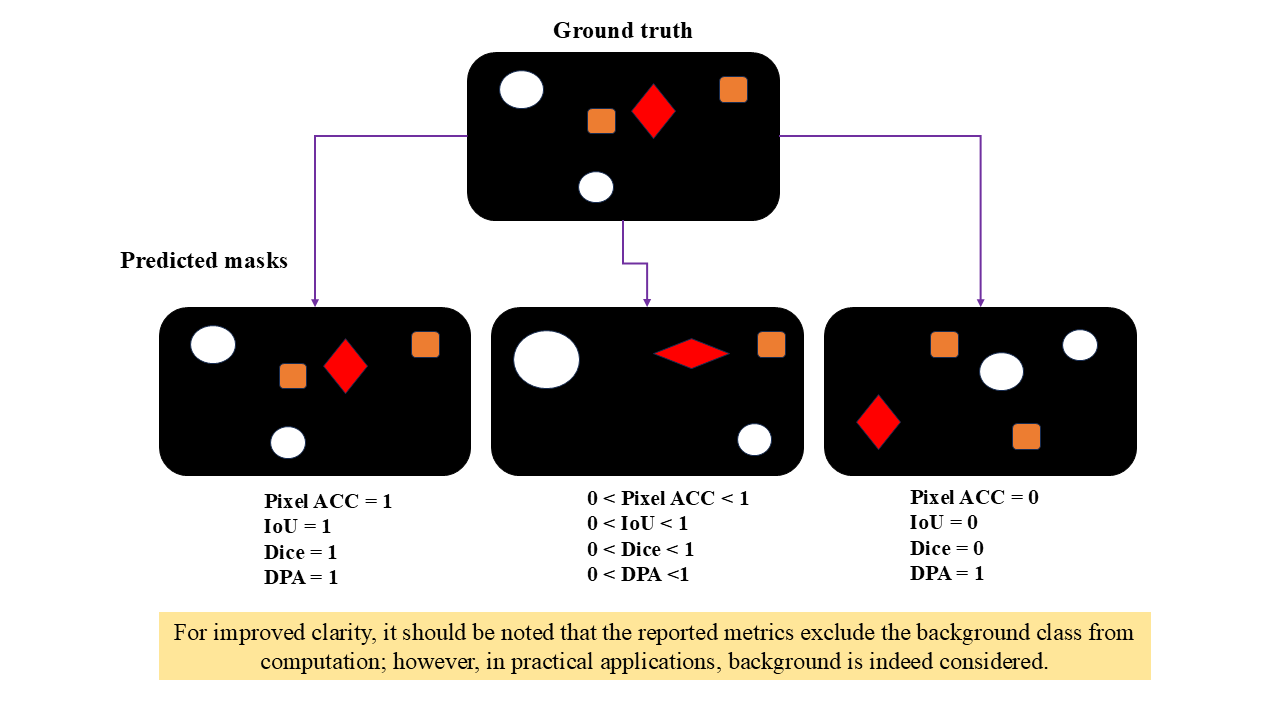 Ground truth
Predicted masks
Pixel ACC = 1
IoU = 1
Dice = 1
DPA = 1
0 < Pixel ACC < 1
0 < IoU < 1
0 < Dice < 1
0 < DPA <1
Pixel ACC = 0
IoU = 0
Dice = 0
DPA = 1
For improved clarity, it should be noted that the reported metrics exclude the background class from
computation; however, in practical applications, background is indeed considered.